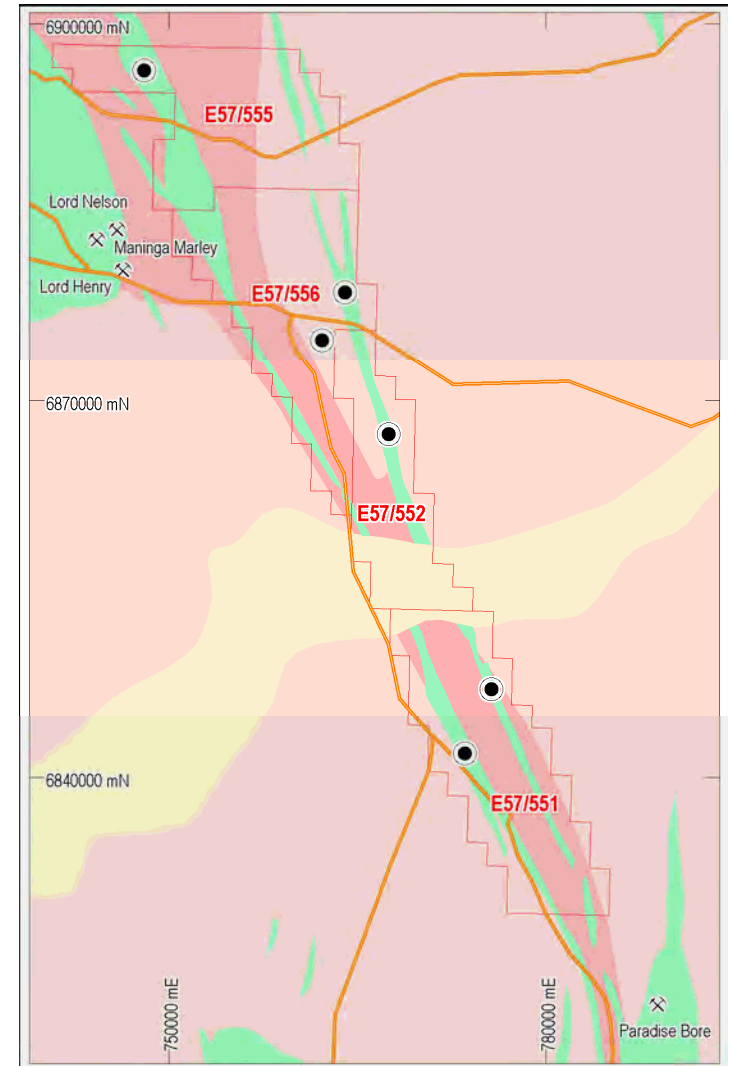 6900000 mN
E57/555
Lord Nelson
Maninga Marley
Lord Henry
E57/556
6870000 mN
E57/552
6840000 mN
E57/551
750000 mE
780000 mE
Paradise Bore